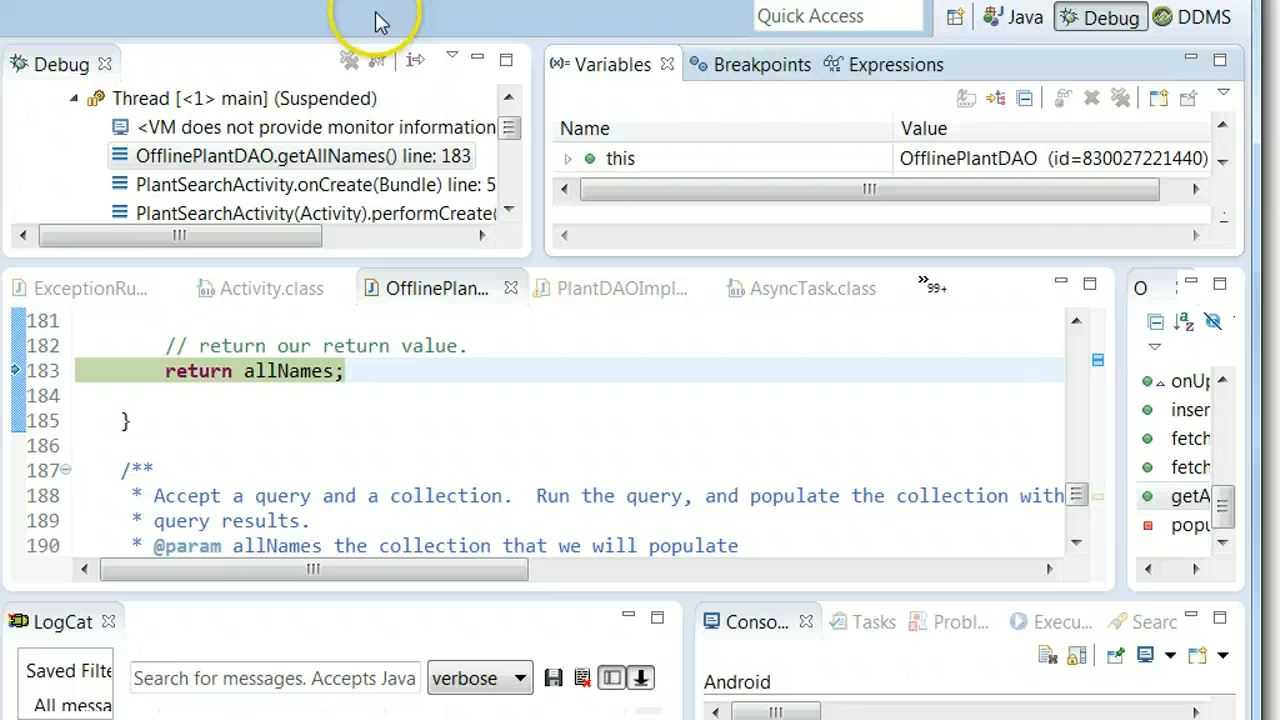 Quick Access
Java
Debug
DDMS
Debug
Variables
Breakpoints
Expressions
Thread [<1> main] (Suspended)
<VM does not provide monitor information
OfflinePlantDAO.getAllNames() line: 183
PlantSearchActivity.onCreate(Bundle) line: 5
PlantSearchActivity(Activity).performCreate(
Name
Value
this
OfflinePlantDAO (id=830027221440)
ExceptionRu...
Activity.class
OfflinePlan...
PlantDAOImpl...
AsyncTask.class
99+
O
181
182 // return our return value.
183 return allNames;
184
185 }
186
187 /**
188 * Accept a query and a collection. Run the query, and populate the collection with
189 * query results.
190 * @param allNames the collection that we will populate
onUp
inser
fetch
fetch
getA
popu
LogCat
Saved Filte
All messa
Search for messages. Accepts Java
verbose
Conso...
Tasks
Probl...
Execu...
Searc
Android